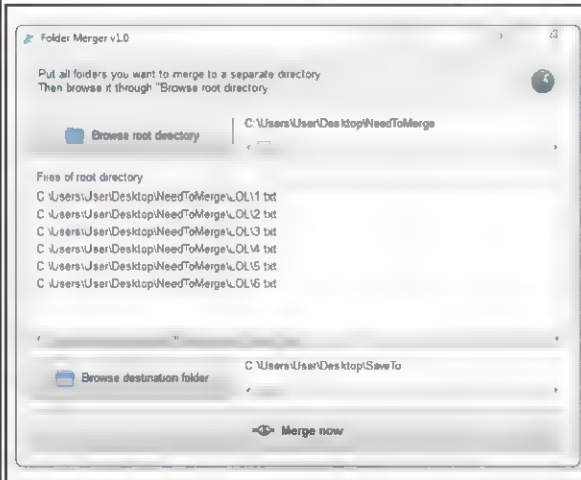 Folder Merger v1.0
Put all forders you want to merge to a separate directory
Then browse it through "Browse root directory
Browse root directory
C:\Users\User\Desktop\NeedToMerge
Files of root directory
C \Users\User\Desktop\NeedToMerge\LOL\1 txt
C \Users\User\Desktop\NeedToMerge\LOL\2 txt
C \Users\User\Desktop\NeedToMerge\LOL\3 txt
C \Users\User\Desktop\NeedToMerge\LOL\4 txt
C \Users\User\Desktop\NeedToMerge\LOL\5 txt
C \Users\User\Desktop\NeedToMerge\LOL\6 txt
Browse destination folder
C \Users\User\Desktop\SaveTo
Merge now